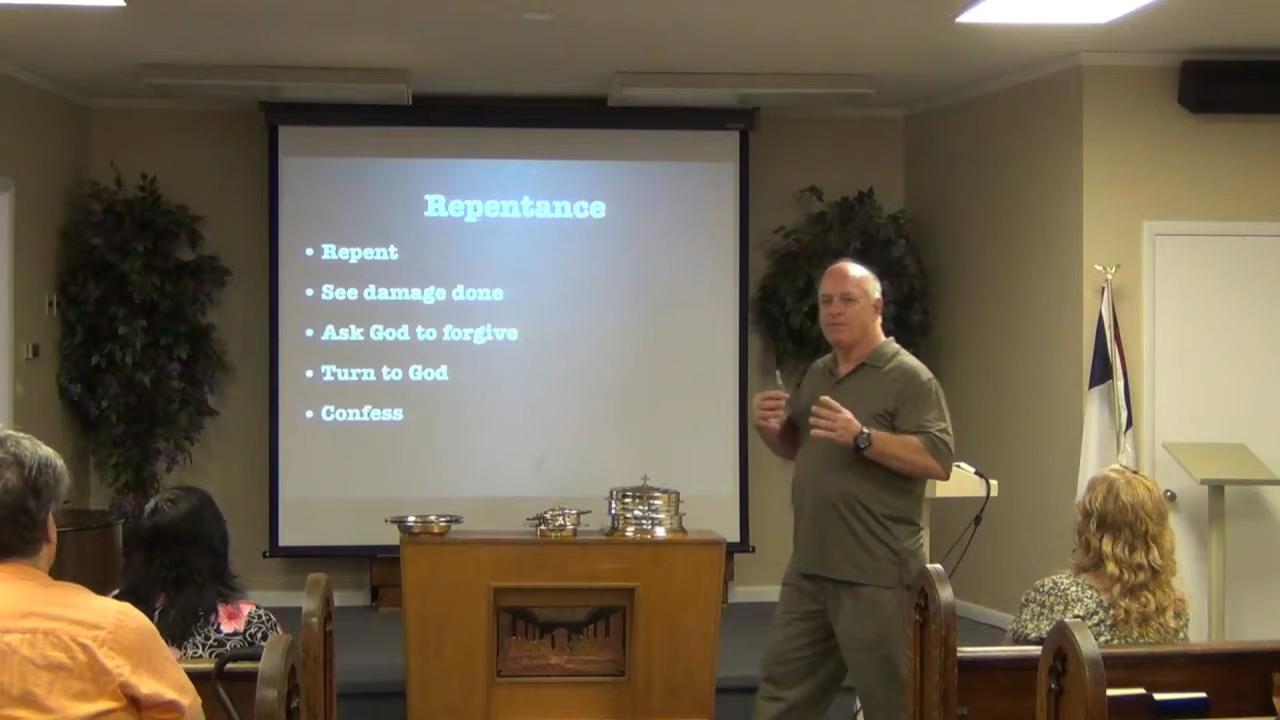 Repentance
• Repent
• See damage done
• Ask God to forgive
• Turn to God
• Confess